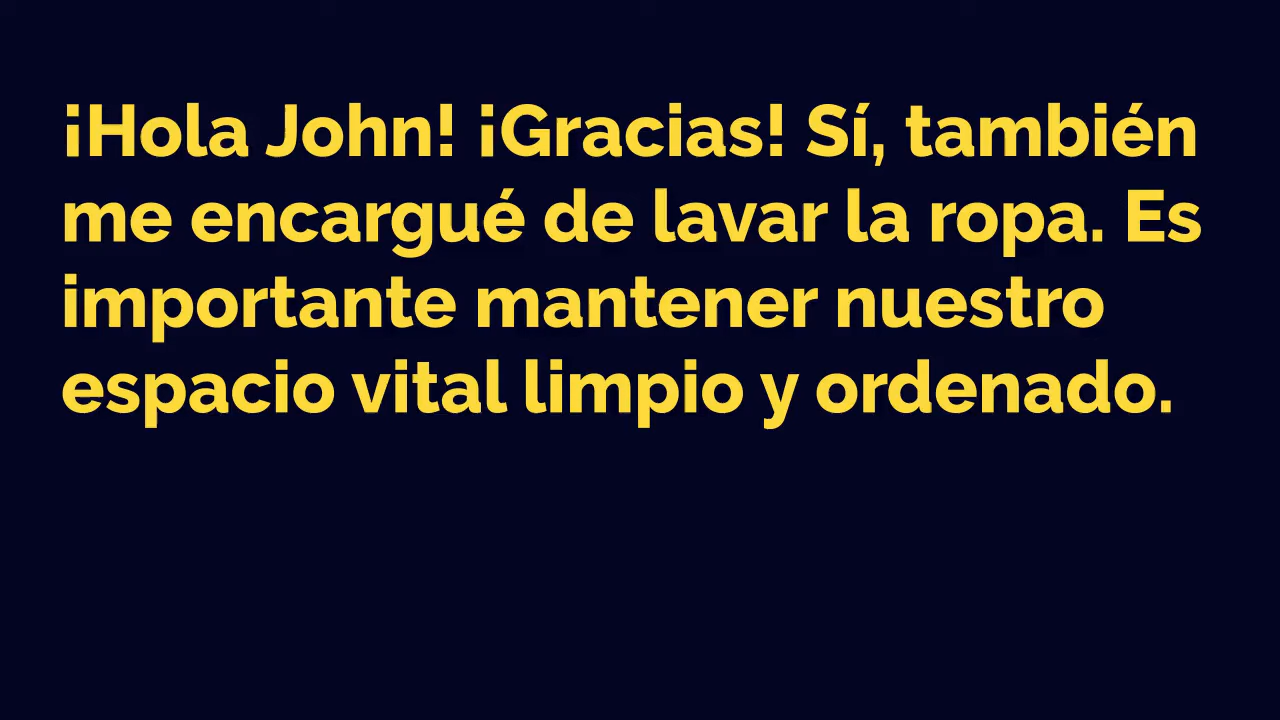 ¡Hola John! ¡Gracias! Sí, también
me encargué de lavar la ropa. Es
importante mantener nuestro
espacio vital limpio y ordenado.